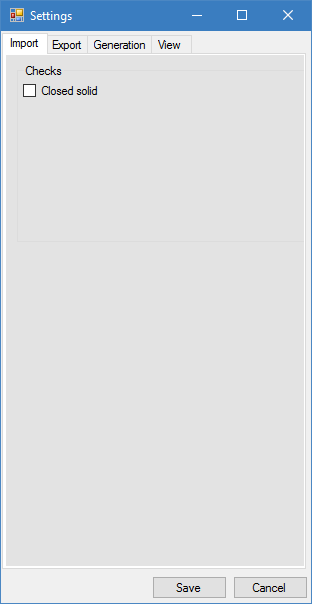 Settings
Import Export Generation View
Checks
Closed solid
Save Cancel